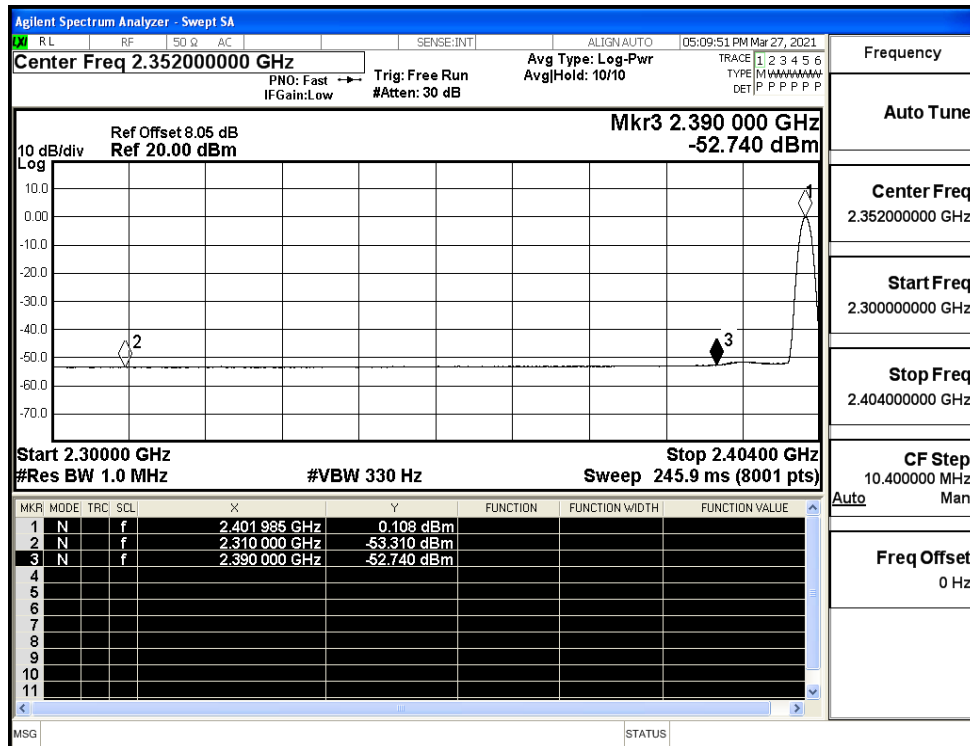 Agilent Spectrum Analyzer - Swept SA
LXI RL RF 50 Ω AC SENSE:INT ALIGN AUTO 05:09:51 PM Mar 27, 2021
Center Freq 2.352000000 GHz
PNO: Fast
IFGain:Low
Trig: Free Run
#Atten: 30 dB
Avg Type: Log-Pwr
Avg|Hold: 10/10
TRACE 1 2 3 4 5 6
TYPE M WWWWW
DET P P P P P P
Ref Offset 8.05 dB
10 dB/div Ref 20.00 dBm
Log
Mkr3 2.390 000 GHz
-52.740 dBm
10.0
0.00
-10.0
-20.0
-30.0
-40.0
-50.0
-60.0
-70.0
1
2
3
Start 2.30000 GHz Stop 2.40400 GHz
#Res BW 1.0 MHz #VBW 330 Hz Sweep 245.9 ms (8001 pts)
MKR MODE TRC SCL X Y FUNCTION FUNCTION WIDTH FUNCTION VALUE
1 N f 2.401 985 GHz 0.108 dBm
2 N f 2.310 000 GHz -53.310 dBm
3 N f 2.390 000 GHz -52.740 dBm
4
5
6
7
8
9
10
11
MSG STATUS
Frequency
Auto Tune
Center Freq
2.352000000 GHz
Start Freq
2.300000000 GHz
Stop Freq
2.404000000 GHz
CF Step
10.400000 MHz
Auto Man
Freq Offset
0 Hz